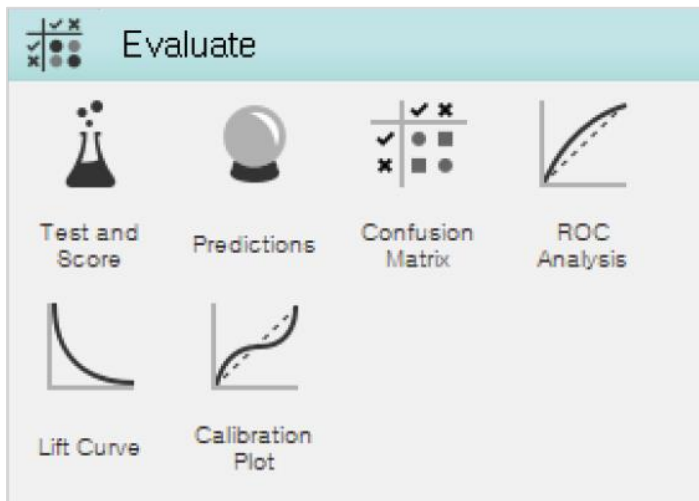 Evaluate
Test and
Score
Predictions
Confusion
Matrix
ROC
Analysis
Lift Curve
Calibration
Plot